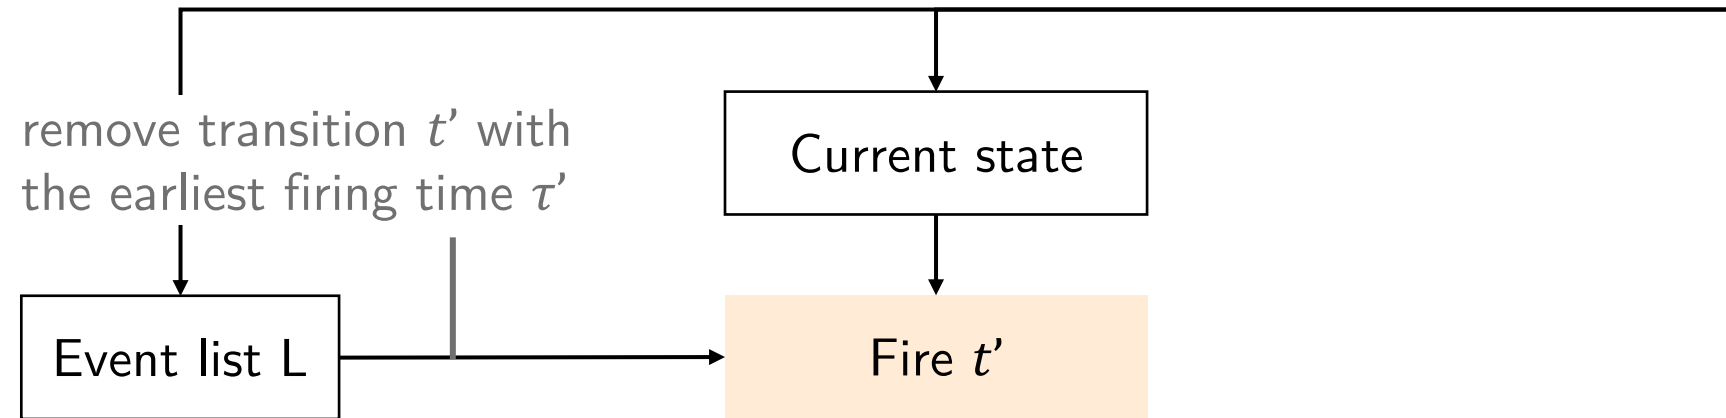 remove transition t’ with
the earliest firing time τ’
Current state
Event list L
Fire t’